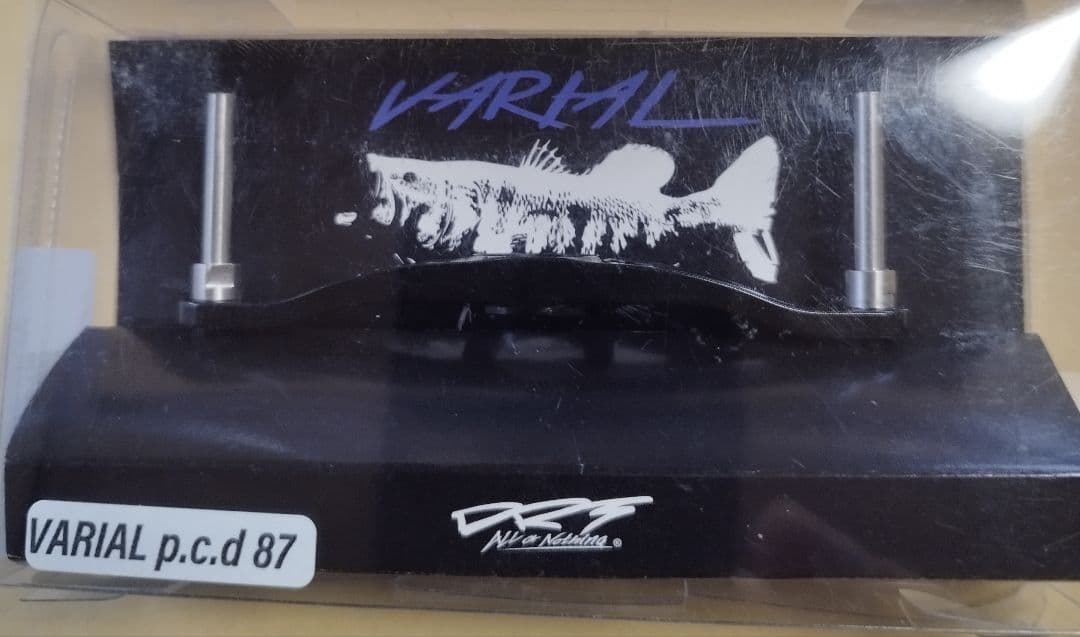 VARIAL
DRT
All or Nothing®
VARIAL p.c.d 87